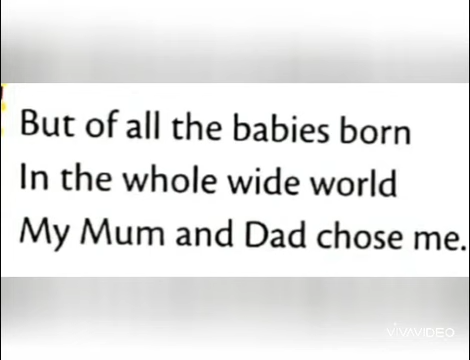 But of all the babies born
In the whole wide world
My Mum and Dad chose me.
VIVAVIDEO